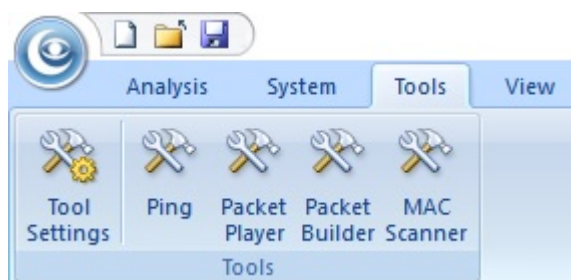 Analysis System Tools View
Tool Settings
Ping
Packet Player
Packet Builder
MAC Scanner
Tools